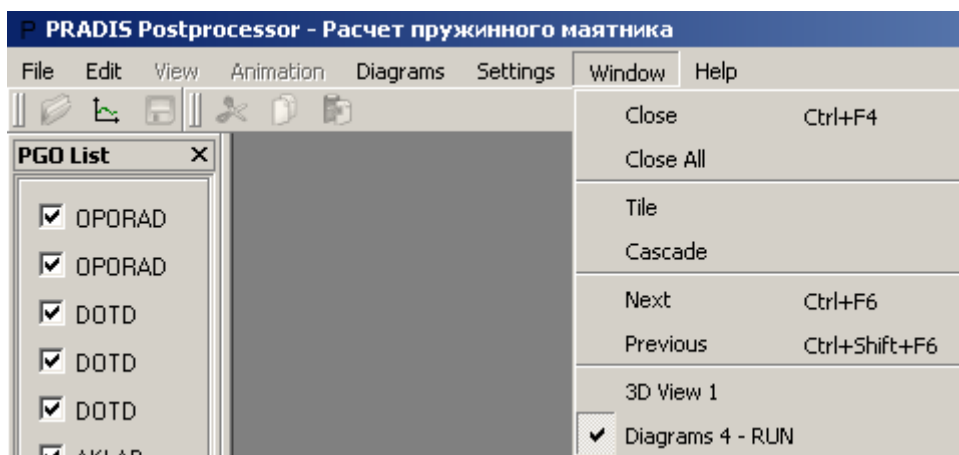 PRADIS Postprocessor - Расчет пружинного маятника
File Edit View Animation Diagrams Settings Window Help
PGO List
OPORAD
OPORAD
DOTD
DOTD
DOTD
Close Ctrl+F4
Close All
Tile
Cascade
Next Ctrl+F6
Previous Ctrl+Shift+F6
3D View 1
Diagrams 4 - RUN